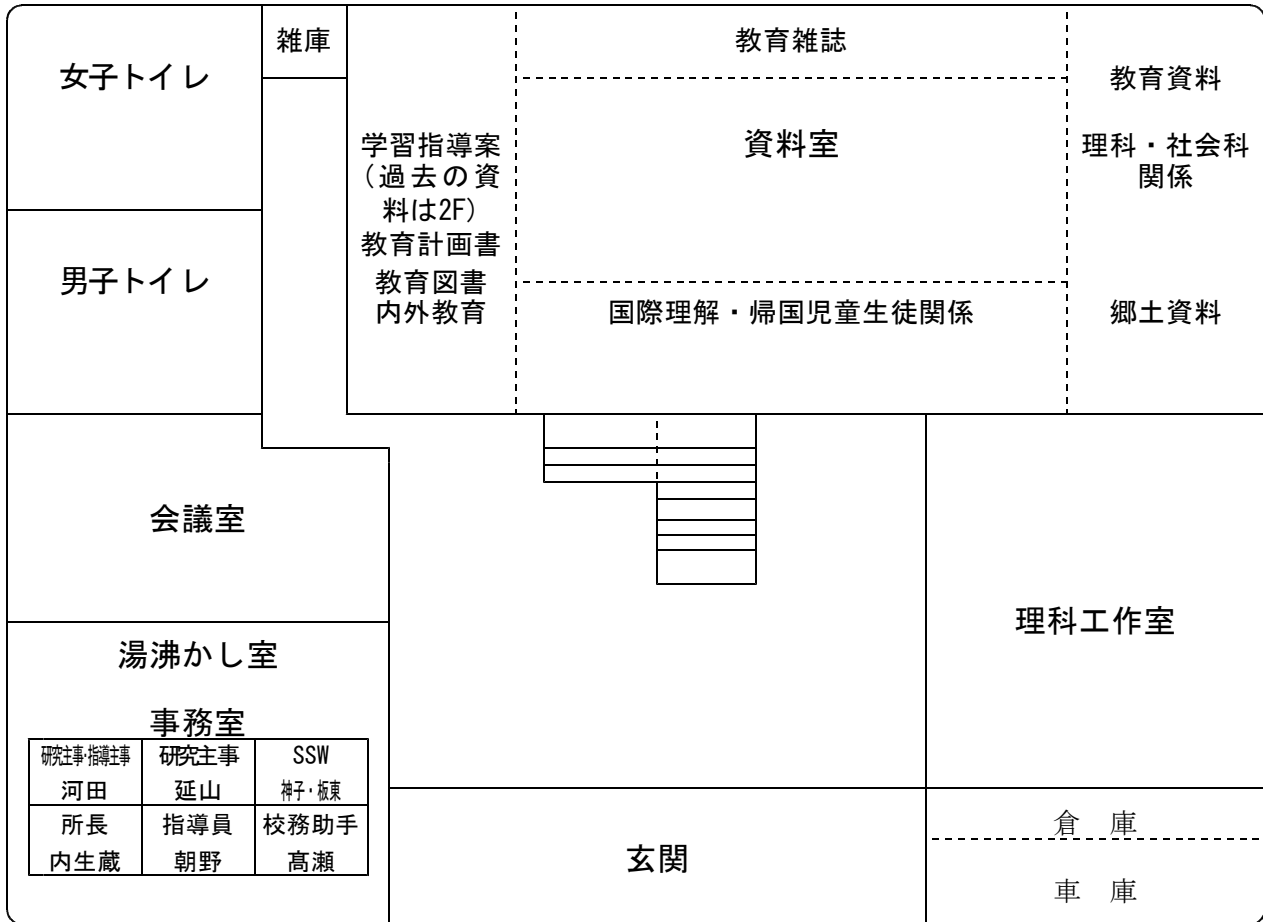 女子トイレ
雑庫
教育雑誌
教育資料
学習指導案
（過去の資
料は2F）
教育計画書
教育図書
内外教育
資料室
理科・社会科
関係
男子トイレ
国際理解・帰国児童生徒関係
郷土資料
会議室
理科工作室
湯沸かし室
事務室
研究主事・指導主事
河田
研究主事
延山
SSW
神子・板東
所長
内生蔵
指導員
朝野
校務助手
髙瀬
玄関
倉　庫
車　庫